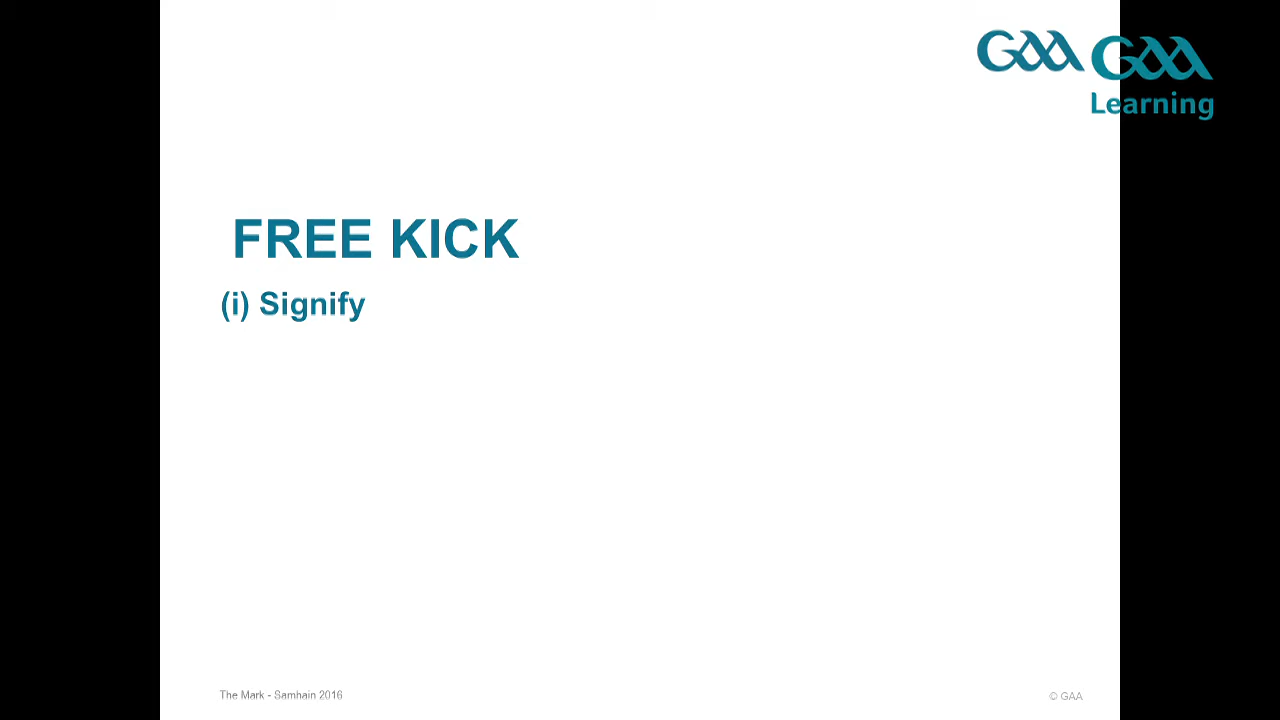 GAA GAA
Learning
FREE KICK
(i) Signify
The Mark - Samhain 2016
© GAA